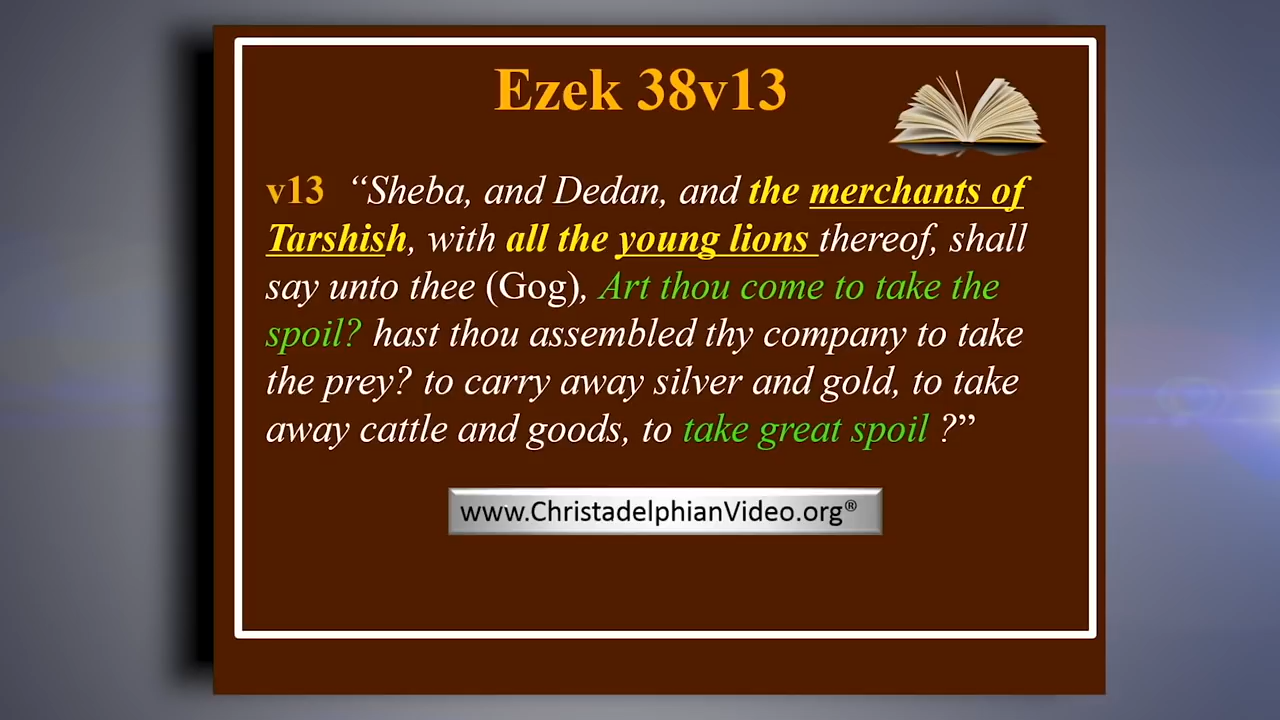 Ezek 38v13
v13 “Sheba, and Dedan, and the merchants of
Tarshish, with all the young lions thereof, shall
say unto thee (Gog), Art thou come to take the
spoil? hast thou assembled thy company to take
the prey? to carry away silver and gold, to take
away cattle and goods, to take great spoil ?”
www.ChristadelphianVideo.org®